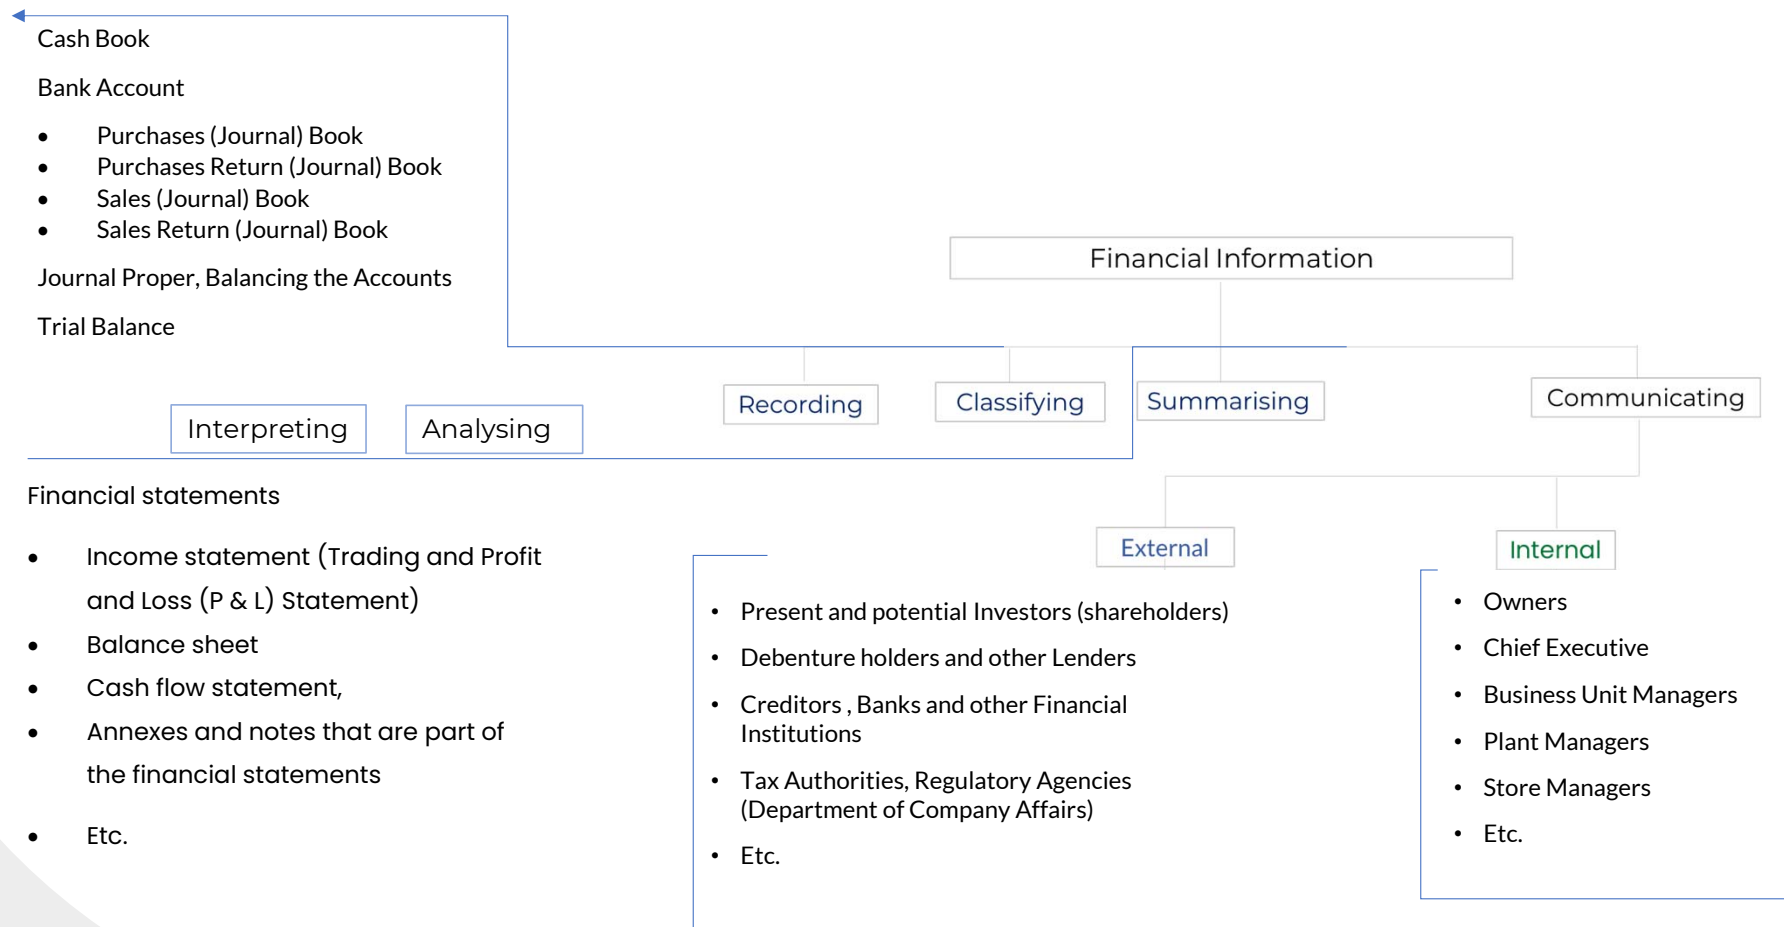 Cash Book
Bank Account
• Purchases (Journal) Book
• Purchases Return (Journal) Book
• Sales (Journal) Book
• Sales Return (Journal) Book
Journal Proper, Balancing the Accounts
Trial Balance
Financial Information
Recording
Classifying
Summarising
Communicating
Interpreting
Analysing
Financial statements
• Income statement (Trading and Profit
and Loss (P & L) Statement)
• Balance sheet
• Cash flow statement,
• Annexes and notes that are part of
the financial statements
• Etc.
External
• Present and potential Investors (shareholders)
• Debenture holders and other Lenders
• Creditors , Banks and other Financial
Institutions
• Tax Authorities, Regulatory Agencies
(Department of Company Affairs)
• Etc.
Internal
• Owners
• Chief Executive
• Business Unit Managers
• Plant Managers
• Store Managers
• Etc.